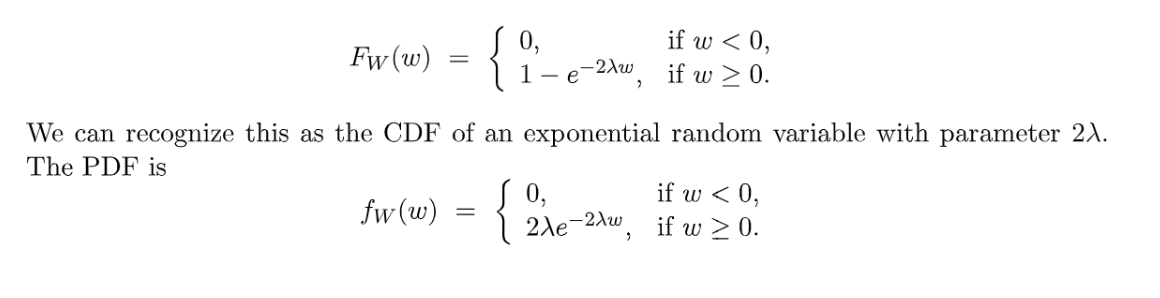 F_W(w) = { 0, if w < 0,
1 − e^{−2λw}, if w ≥ 0.
We can recognize this as the CDF of an exponential random variable with parameter 2λ.
The PDF is
f_W(w) = { 0, if w < 0,
2λe^{−2λw}, if w ≥ 0.